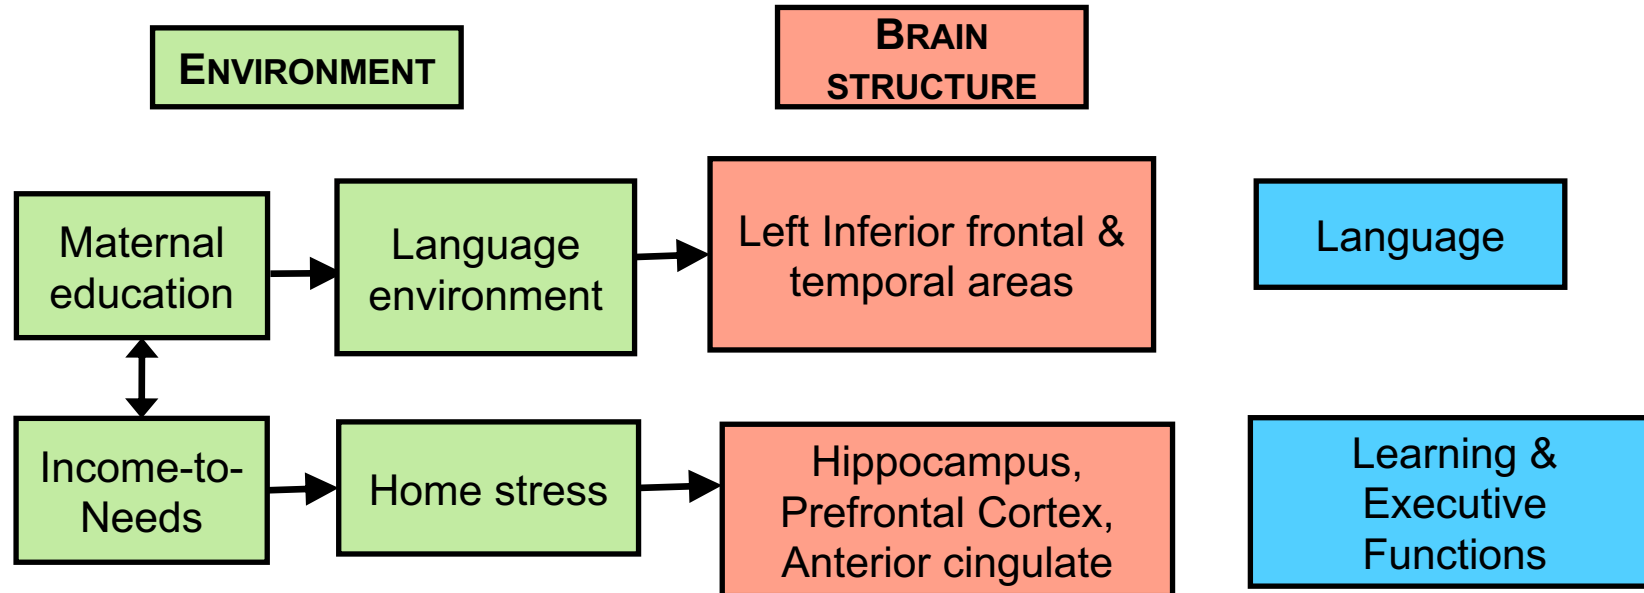 ENVIRONMENT
BRAIN
STRUCTURE
Maternal
education
Language
environment
Left Inferior frontal &
temporal areas
Language
Income-to-
Needs
Home stress
Hippocampus,
Prefrontal Cortex,
Anterior cingulate
Learning &
Executive
Functions